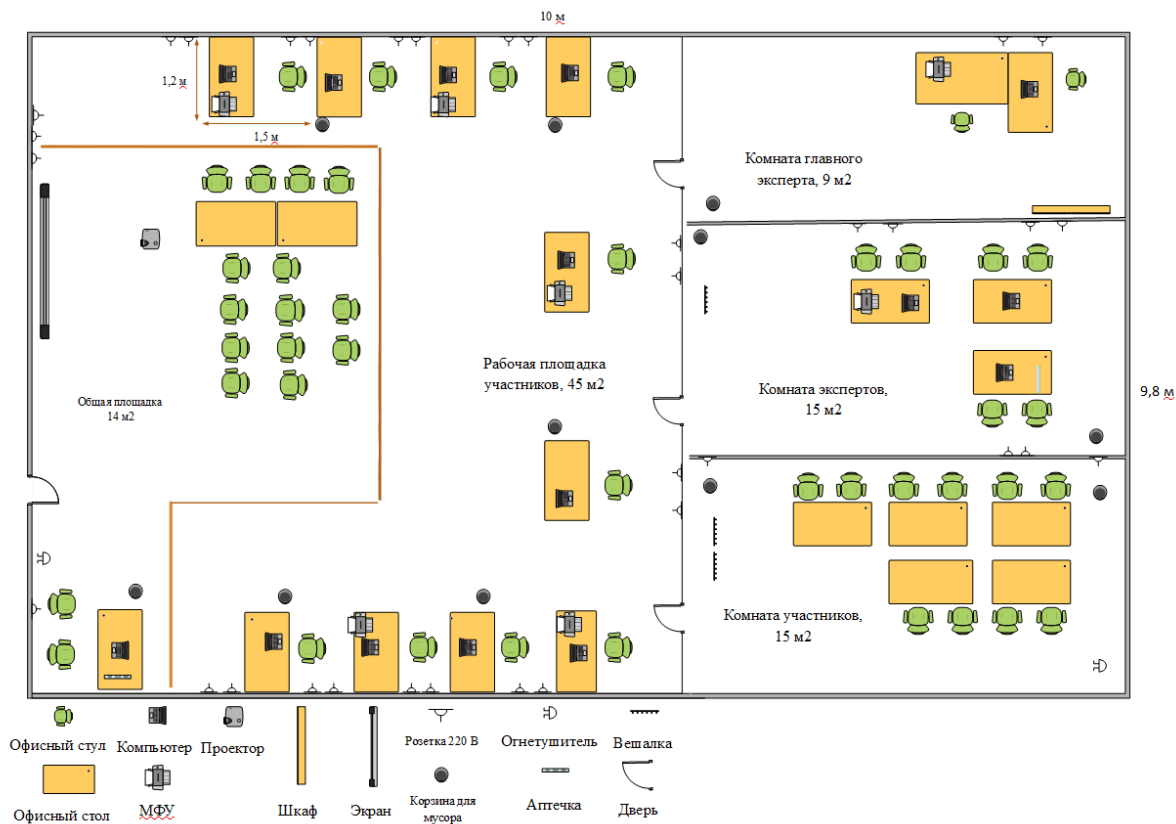 10 м
1,2 м
1,5 м
Комната главного
эксперта, 9 м2
Рабочая площадка
участников, 45 м2
Общая площадка
14 м2
Комната экспертов,
15 м2
9,8 м
Комната участников,
15 м2
Офисный стул
Компьютер
Проектор
Розетка 220 В
Огнетушитель
Вешалка
Офисный стол
МФУ
Шкаф
Экран
Корзина для
мусора
Аптечка
Дверь